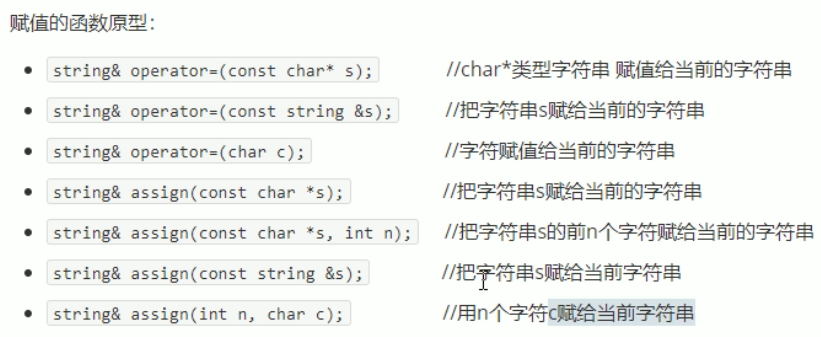 赋值的函数原型：
string& operator=(const char* s); //char*类型字符串 赋值给当前的字符串
string& operator=(const string &s); //把字符串s赋给当前的字符串
string& operator=(char c); //字符赋值给当前的字符串
string& assign(const char *s); //把字符串s赋给当前的字符串
string& assign(const char *s, int n); //把字符串s的前n个字符赋给当前的字符串
string& assign(const string &s); //把字符串s赋给当前字符串
string& assign(int n, char c); //用n个字符c赋给当前字符串